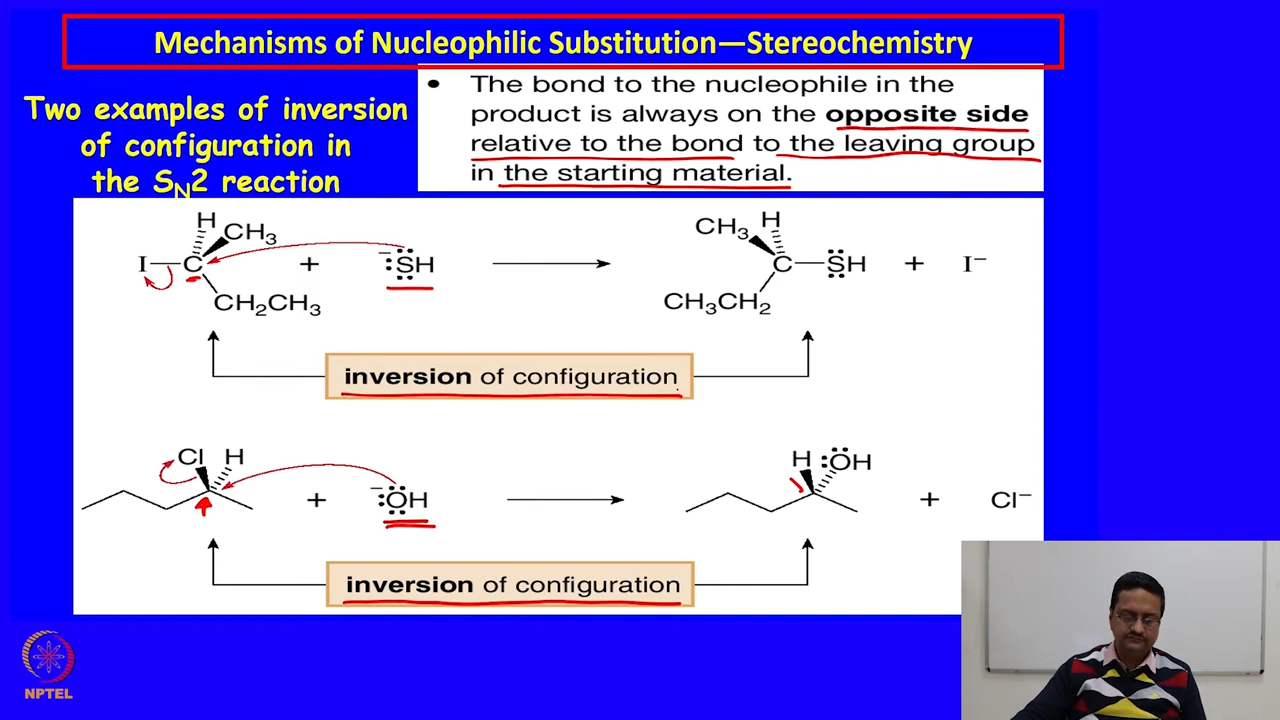 Mechanisms of Nucleophilic Substitution—Stereochemistry
Two examples of inversion
of configuration in
the SN2 reaction
• The bond to the nucleophile in the
product is always on the opposite side
relative to the bond to the leaving group
in the starting material.
H
CH3
I—C + −:SH
CH2CH3
CH3 H
C—SH + I−
CH3CH2
inversion of configuration
Cl H
+ −:OH
H :OH
+ Cl−
inversion of configuration
NPTEL